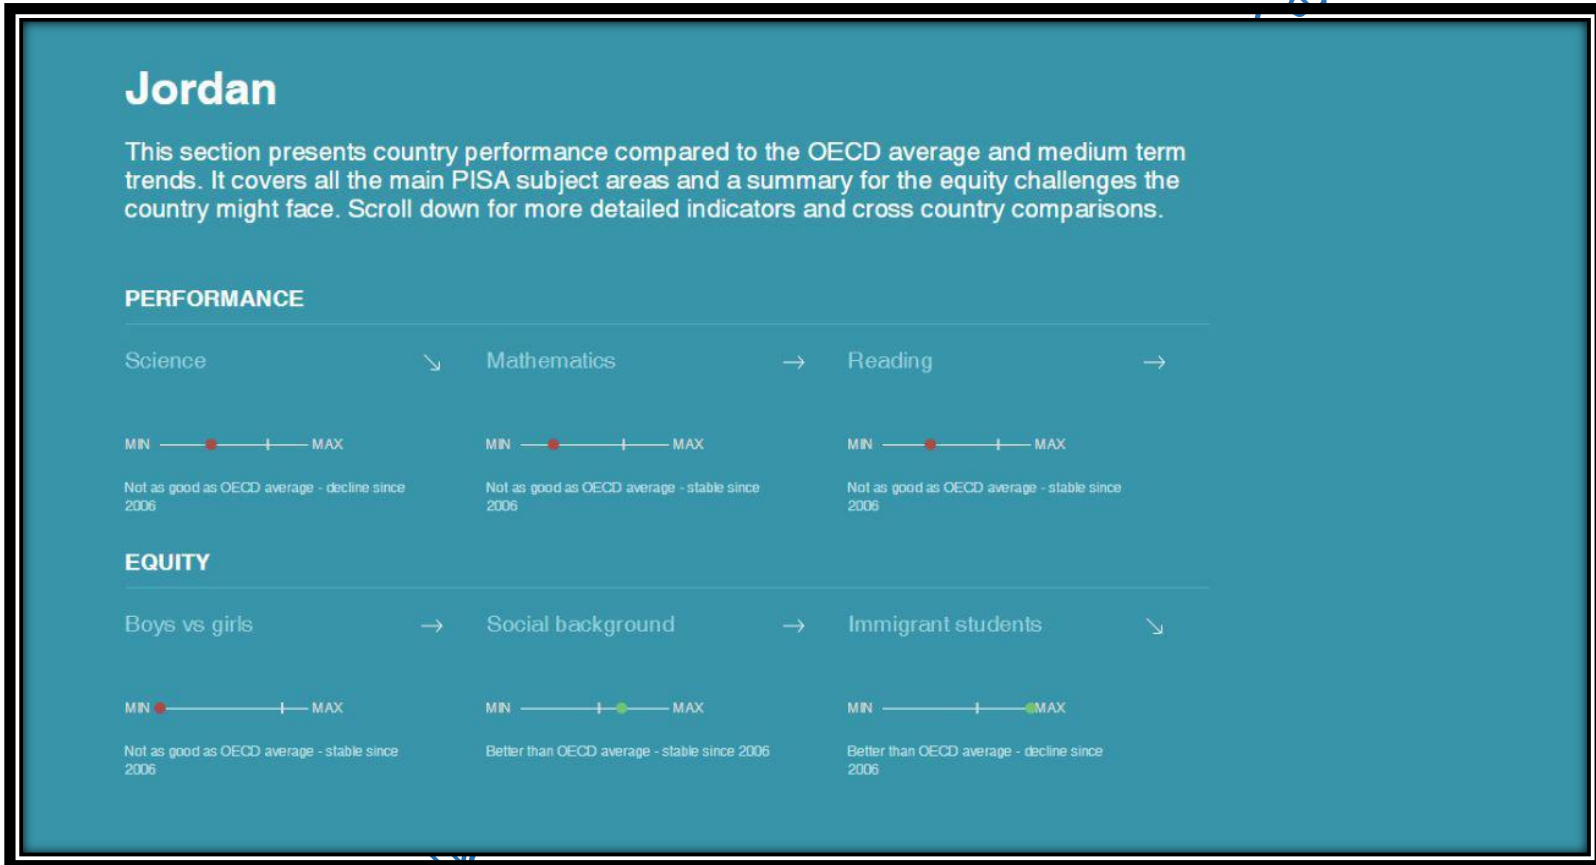 Jordan
This section presents country performance compared to the OECD average and medium term
trends. It covers all the main PISA subject areas and a summary for the equity challenges the
country might face. Scroll down for more detailed indicators and cross country comparisons.
PERFORMANCE
Science ↘ Mathematics → Reading →
MIN MAX MIN MAX MIN MAX
Not as good as OECD average - decline since Not as good as OECD average - stable since Not as good as OECD average - stable since
2006 2006 2006
EQUITY
Boys vs girls → Social background → Immigrant students ↘
MIN MAX MIN MAX MIN MAX
Not as good as OECD average - stable since Better than OECD average - stable since 2006 Better than OECD average - decline since
2006 2006